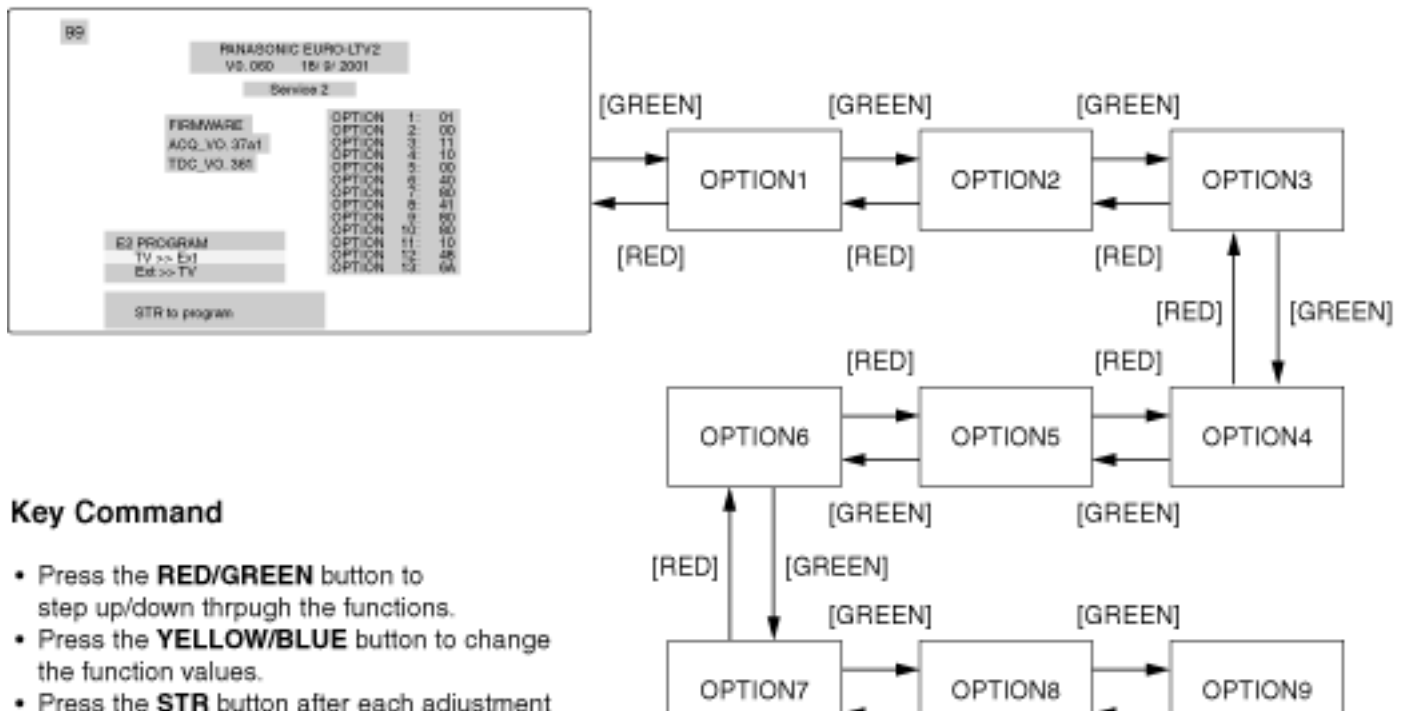 99
PANASONIC EURO-LTV2
V0. 060 18/ 9/ 2001
Service 2
FIRMWARE
ACQ_VO. 37a1
TDC_VO. 361
OPTION 1: 01
OPTION 2: 00
OPTION 3: 11
OPTION 4: 10
OPTION 5: 00
OPTION 6: 40
OPTION 7: 80
OPTION 8: 41
OPTION 9: 80
OPTION 10: 80
OPTION 11: 10
OPTION 12: 4B
OPTION 13: 6A
E2 PROGRAM
TV >> Ext
Ext >> TV
STR to program
[GREEN] [GREEN] [GREEN]
OPTION1 OPTION2 OPTION3
[RED] [RED] [RED]
[RED] [GREEN]
[RED] [RED]
OPTION6 OPTION5 OPTION4
[GREEN] [GREEN]
[RED] [GREEN]
[GREEN] [GREEN]
OPTION7 OPTION8 OPTION9
Key Command
• Press the RED/GREEN button to
step up/down thrpugh the functions.
• Press the YELLOW/BLUE button to change
the function values.
• Press the STR button after each adjustment